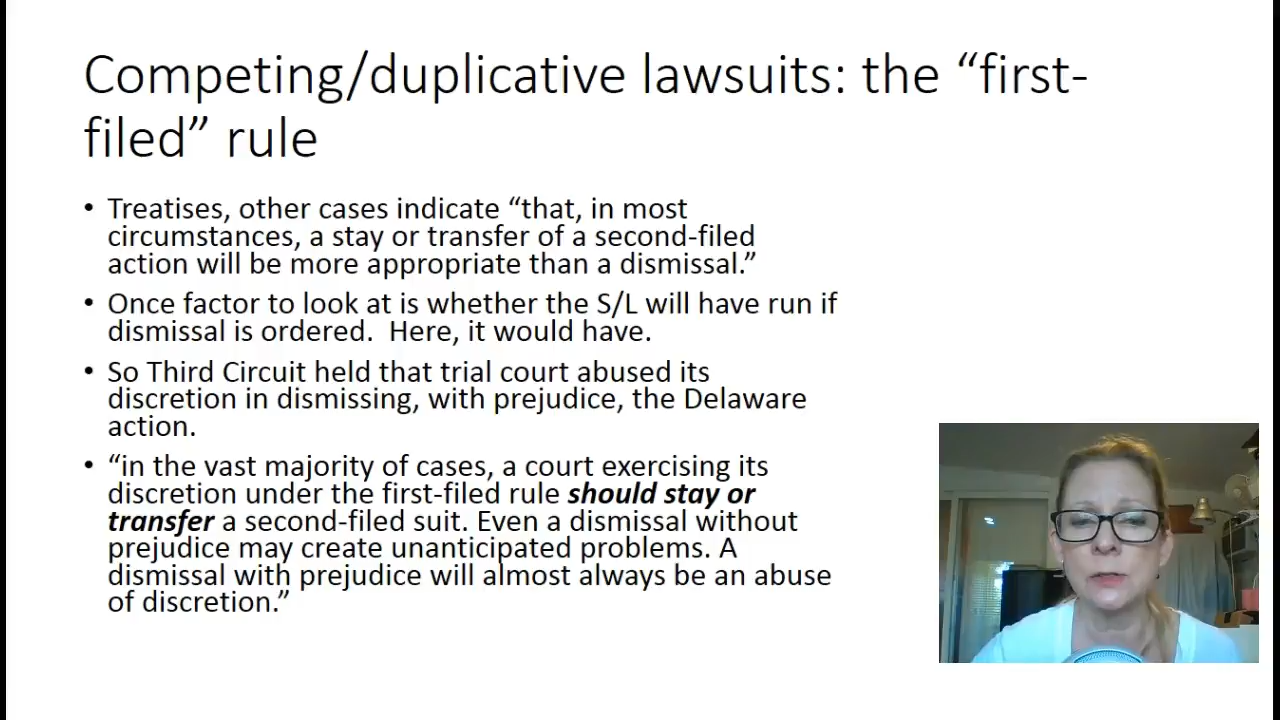 Competing/duplicative lawsuits: the “first-
filed” rule
• Treatises, other cases indicate “that, in most
circumstances, a stay or transfer of a second-filed
action will be more appropriate than a dismissal.”
• Once factor to look at is whether the S/L will have run if
dismissal is ordered.  Here, it would have.
• So Third Circuit held that trial court abused its
discretion in dismissing, with prejudice, the Delaware
action.
• “in the vast majority of cases, a court exercising its
discretion under the first-filed rule should stay or
transfer a second-filed suit. Even a dismissal without
prejudice may create unanticipated problems. A
dismissal with prejudice will almost always be an abuse
of discretion.”